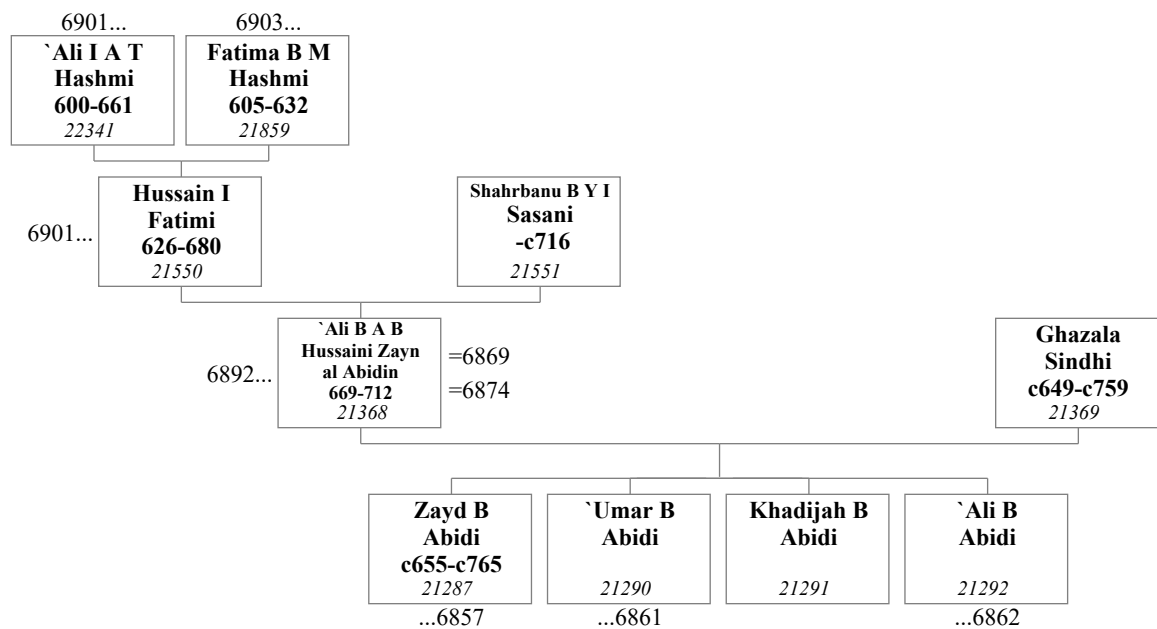 6901...
6903...
`Ali I A T
Hashmi
600-661
22341
Fatima B M
Hashmi
605-632
21859
6901...
Hussain I
Fatimi
626-680
21550
Shahrbanu B Y I
Sasani
-c716
21551
6892...
`Ali B A B
Hussaini Zayn
al Abidin
669-712
21368
=6869
=6874
Ghazala
Sindhi
c649-c759
21369
Zayd B
Abidi
c655-c765
21287
...6857
`Umar B
Abidi
21290
...6861
Khadijah B
Abidi
21291
`Ali B
Abidi
21292
...6862